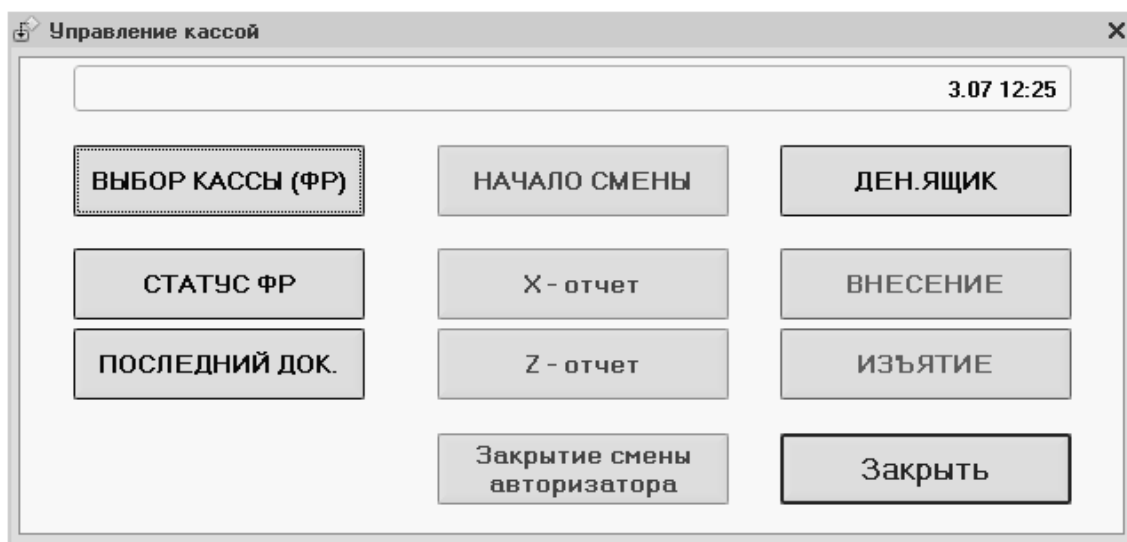 Управление кассой
3.07 12:25
ВЫБОР КАССЫ (ФР)
НАЧАЛО СМЕНЫ
ДЕН.ЯЩИК
СТАТУС ФР
X - отчет
ВНЕСЕНИЕ
ПОСЛЕДНИЙ ДОК.
Z - отчет
ИЗЪЯТИЕ
Закрытие смены
авторизатора
Закрыть